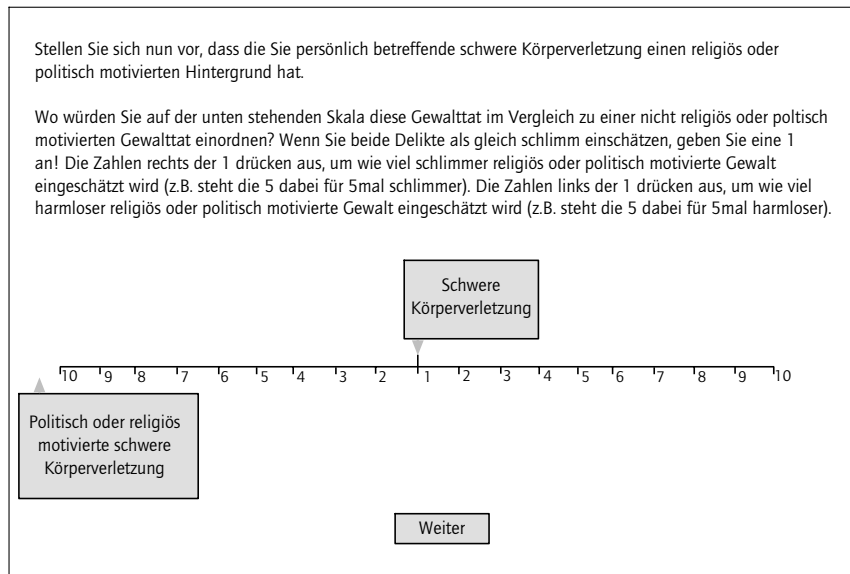 Stellen Sie sich nun vor, dass die Sie persönlich betreffende schwere Körperverletzung einen religiös oder
politisch motivierten Hintergrund hat.
Wo würden Sie auf der unten stehenden Skala diese Gewalttat im Vergleich zu einer nicht religiös oder poltisch
motivierten Gewalttat einordnen? Wenn Sie beide Delikte als gleich schlimm einschätzen, geben Sie eine 1
an! Die Zahlen rechts der 1 drücken aus, um wie viel schlimmer religiös oder politisch motivierte Gewalt
eingeschätzt wird (z.B. steht die 5 dabei für 5mal schlimmer). Die Zahlen links der 1 drücken aus, um wie viel
harmloser religiös oder politisch motivierte Gewalt eingeschätzt wird (z.B. steht die 5 dabei für 5mal harmloser).
Schwere
Körperverletzung
10 9 8 7 6 5 4 3 2 1 2 3 4 5 6 7 8 9 10
Politisch oder religiös
motivierte schwere
Körperverletzung
Weiter